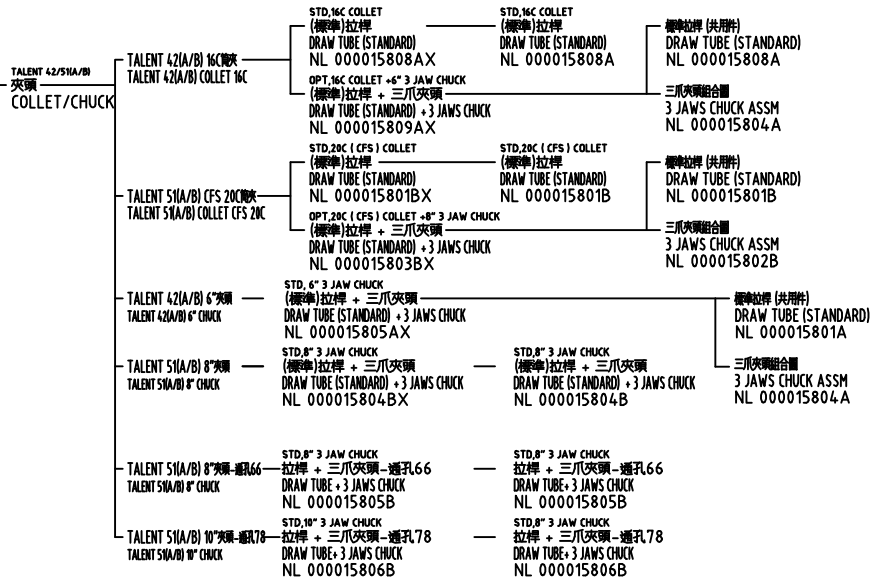 TALENT 42/51(A/B)
夾頭
COLLET/CHUCK
TALENT 42(A/B) 16C筒夾
TALENT 42(A/B) COLLET 16C
STD,16C COLLET
(標準)拉桿
DRAW TUBE (STANDARD)
NL 000015808AX
STD,16C COLLET
(標準)拉桿
DRAW TUBE (STANDARD)
NL 000015808A
OPT,16C COLLET +6" 3 JAW CHUCK
(標準)拉桿 + 三爪夾頭
DRAW TUBE (STANDARD) + 3 JAWS CHUCK
NL 000015809AX
標準拉桿 (共用件)
DRAW TUBE (STANDARD)
NL 000015808A
三爪夾頭組合圖
3 JAWS CHUCK ASSM
NL 000015804A
TALENT 51(A/B) CFS 20C筒夾
TALENT 51(A/B) COLLET CFS 20C
STD,20C ( CFS ) COLLET
(標準)拉桿
DRAW TUBE (STANDARD)
NL 000015801BX
STD,20C ( CFS ) COLLET
(標準)拉桿
DRAW TUBE (STANDARD)
NL 000015801B
OPT,20C ( CFS ) COLLET +8" 3 JAW CHUCK
(標準)拉桿 + 三爪夾頭
DRAW TUBE (STANDARD) + 3 JAWS CHUCK
NL 000015803BX
標準拉桿 (共用件)
DRAW TUBE (STANDARD)
NL 000015801B
三爪夾頭組合圖
3 JAWS CHUCK ASSM
NL 000015802B
TALENT 42(A/B) 6"夾頭
TALENT 42(A/B) 6" CHUCK
STD, 6" 3 JAW CHUCK
(標準)拉桿 + 三爪夾頭
DRAW TUBE (STANDARD) + 3 JAWS CHUCK
NL 000015805AX
標準拉桿 (共用件)
DRAW TUBE (STANDARD)
NL 000015801A
三爪夾頭組合圖
3 JAWS CHUCK ASSM
NL 000015804A
TALENT 51(A/B) 8"夾頭
TALENT 51(A/B) 8" CHUCK
STD,8" 3 JAW CHUCK
(標準)拉桿 + 三爪夾頭
DRAW TUBE (STANDARD) + 3 JAWS CHUCK
NL 000015804BX
STD,8" 3 JAW CHUCK
(標準)拉桿 + 三爪夾頭
DRAW TUBE (STANDARD) + 3 JAWS CHUCK
NL 000015804B
TALENT 51(A/B) 8"夾頭-通孔66
TALENT 51(A/B) 8" CHUCK
STD,8" 3 JAW CHUCK
拉桿 + 三爪夾頭-通孔66
DRAW TUBE+ 3 JAWS CHUCK
NL 000015805B
STD,8" 3 JAW CHUCK
拉桿 + 三爪夾頭-通孔66
DRAW TUBE+ 3 JAWS CHUCK
NL 000015805B
TALENT 51(A/B) 10"夾頭-通孔78
TALENT 51(A/B) 10" CHUCK
STD,10" 3 JAW CHUCK
拉桿 + 三爪夾頭-通孔78
DRAW TUBE+ 3 JAWS CHUCK
NL 000015806B
STD,8" 3 JAW CHUCK
拉桿 + 三爪夾頭-通孔78
DRAW TUBE+ 3 JAWS CHUCK
NL 000015806B